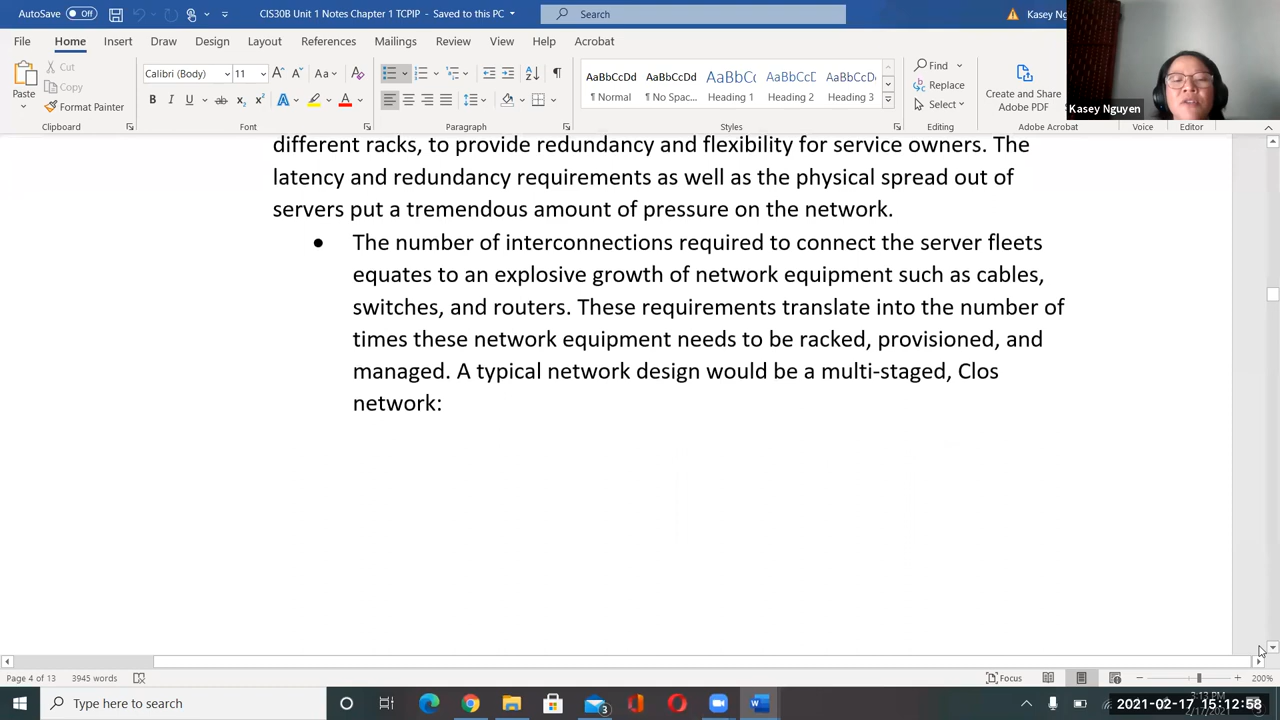 AutoSave Off CIS30B Unit 1 Notes Chapter 1 TCPIP - Saved to this PC Search Kasey Ng
File Home Insert Draw Design Layout References Mailings Review View Help Acrobat
Paste Cut Copy Format Painter
Calibri (Body) 11
AaBbCcDd AaBbCcDd AaBbC AaBbCcD AaBbCcD
¶ Normal ¶ No Spac... Heading 1 Heading 2 Heading 3
Find Replace Select
Create and Share Adobe PDF
Kasey Nguyen
Clipboard Font Paragraph Styles Editing Adobe Acrobat Voice Editor
different racks, to provide redundancy and flexibility for service owners. The
latency and redundancy requirements as well as the physical spread out of
servers put a tremendous amount of pressure on the network.
• The number of interconnections required to connect the server fleets
equates to an explosive growth of network equipment such as cables,
switches, and routers. These requirements translate into the number of
times these network equipment needs to be racked, provisioned, and
managed. A typical network design would be a multi-staged, Clos
network:
Page 4 of 13 3945 words Focus 200%
Type here to search 3 3:13 PM
2021-02-17 15:12:58